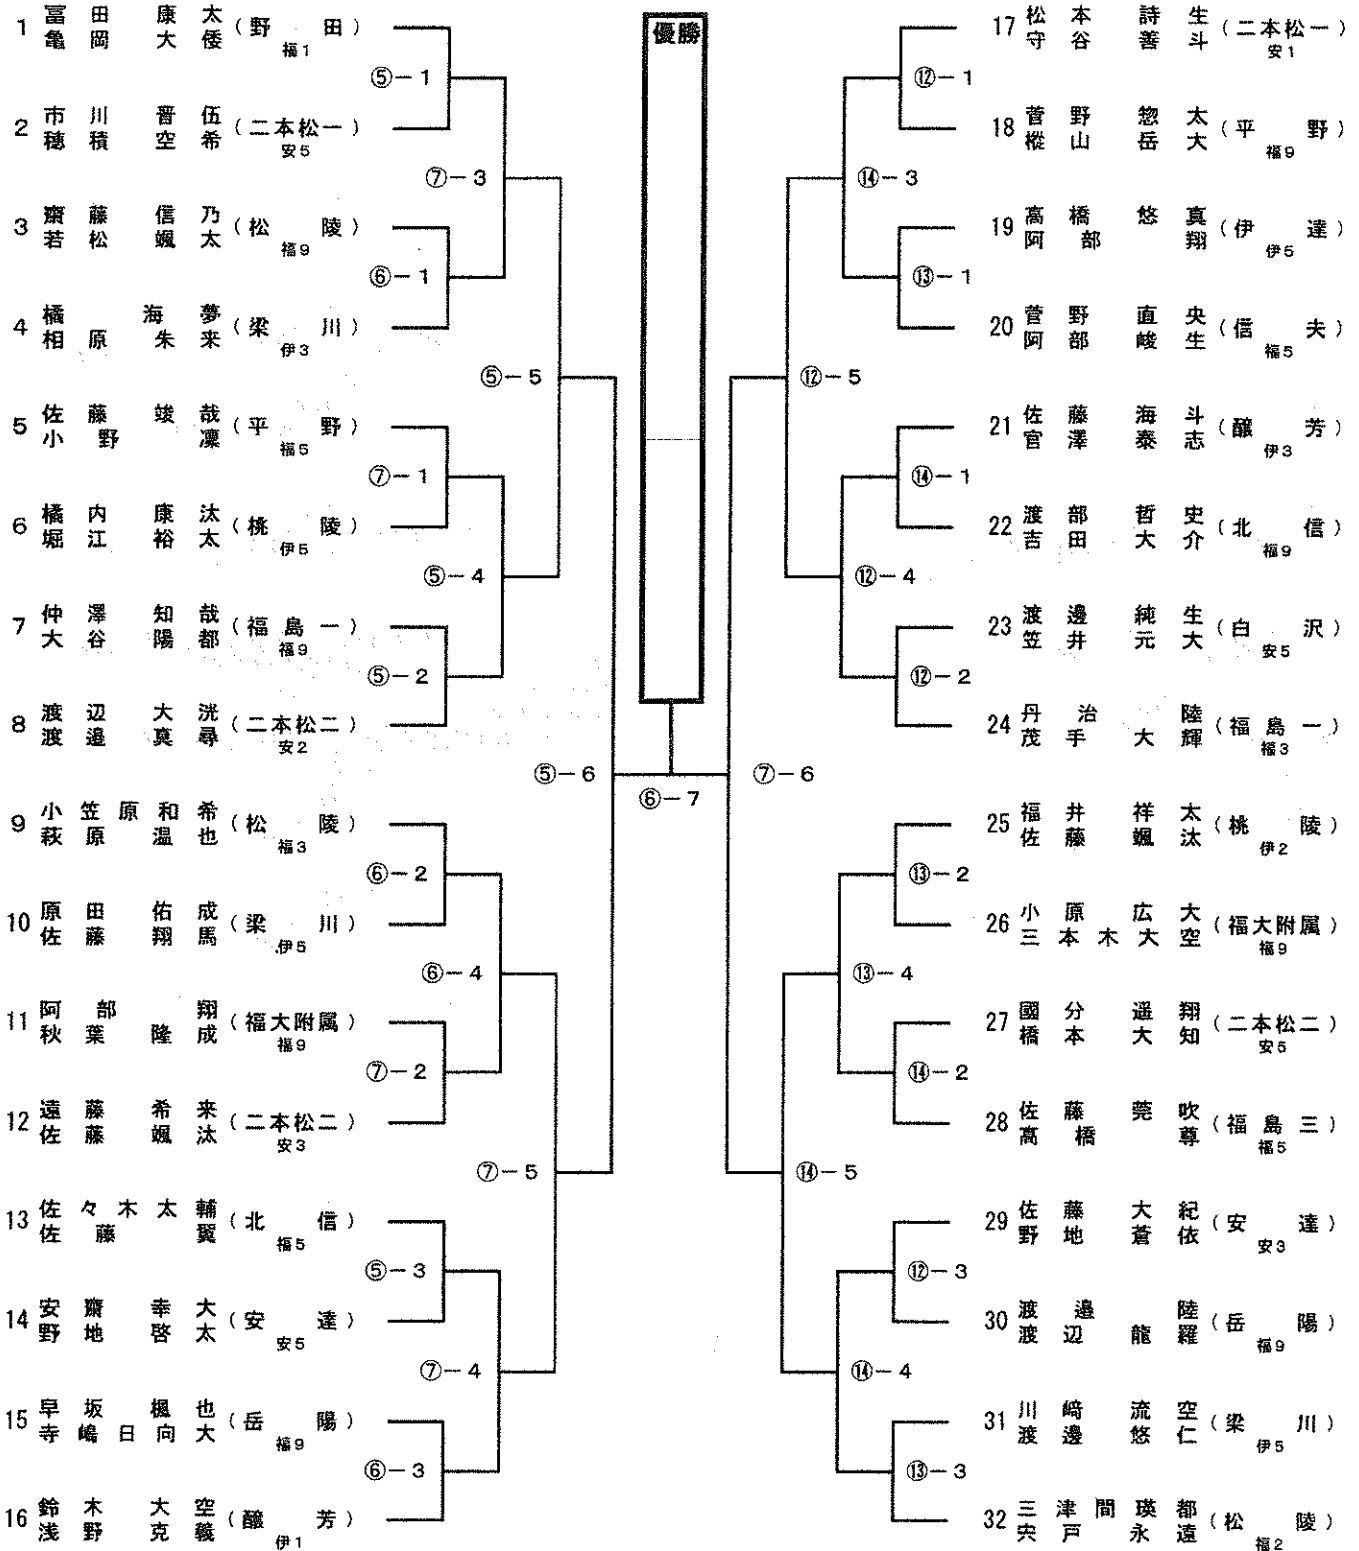 優勝
1 冨田康太 (野田)
亀岡大倭 福1
⑤-1
2 市川晋伍 (二本松一)
穂積空希 安5
⑦-3
3 齋藤信乃 (松陵)
若松颯太 福9
⑥-1
4 橘海夢 (梁川)
相原朱来 伊3
⑤-5
5 佐藤竣哉 (平野)
小野凜 福5
⑦-1
6 橘内康汰 (桃陵)
堀江裕太 伊5
⑤-4
7 仲澤知哉 (福島一)
大谷陽都 福9
⑤-2
8 渡辺大洸 (二本松二)
渡邉真尋 安2
⑤-6
9 小笠原和希 (松陵)
萩原温也 福3
⑥-2
10 原田佑成 (梁川)
佐藤翔馬 伊5
⑥-4
11 阿部翔 (福大附属)
秋葉隆成 福9
⑦-2
12 遠藤希来 (二本松二)
佐藤颯汰 安3
⑦-5
13 佐々木太輔 (北信)
佐藤翼 福5
⑤-3
14 安齋幸大 (安達)
野地啓太 安5
⑦-4
15 早坂楓也 (岳陽)
寺嶋日向大 福9
⑥-3
16 鈴木大空 (醸芳)
浅野克義 伊1
⑥-7
17 松本詩生 (二本松一)
守谷善斗 安1
⑫-1
18 菅野惣太 (平野)
樅山岳大 福9
⑭-3
19 高橋悠真 (伊達)
阿部翔 伊5
⑬-1
20 菅野直央 (信夫)
阿部峻生 福5
⑫-5
21 佐藤海斗 (醸芳)
官澤泰志 伊3
⑭-1
22 渡部哲史 (北信)
吉田大介 福9
⑫-4
23 渡邊純生 (白沢)
笠井元大 安5
⑫-2
24 丹治陸 (福島一)
茂手大輝 福3
⑦-6
25 福井祥太 (桃陵)
佐藤颯汰 伊2
⑬-2
26 小原広大 (福大附属)
三本木大空 福9
⑬-4
27 國分遥翔 (二本松二)
橋本大知 安5
⑭-2
28 佐藤莞吹 (福島三)
高橋尊 福5
⑭-5
29 佐藤大紀 (安達)
野地蒼依 安3
⑫-3
30 渡邉陸 (岳陽)
渡辺龍羅 福9
⑭-4
31 川﨑流空 (梁川)
渡邊悠仁 伊5
⑬-3
32 三津間瑛都 (松陵)
宍戸永遠 福2